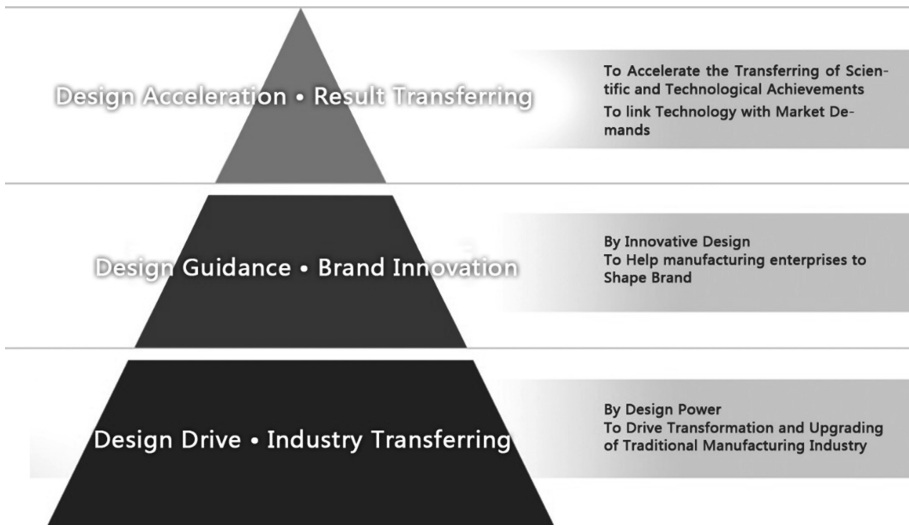 Design Acceleration • Result Transferring
To Accelerate the Transferring of Scien-
tific and Technological Achievements
To link Technology with Market De-
mands
Design Guidance • Brand Innovation
By Innovative Design
To Help manufacturing enterprises to
Shape Brand
Design Drive • Industry Transferring
By Design Power
To Drive Transformation and Upgrading
of Traditional Manufacturing Industry